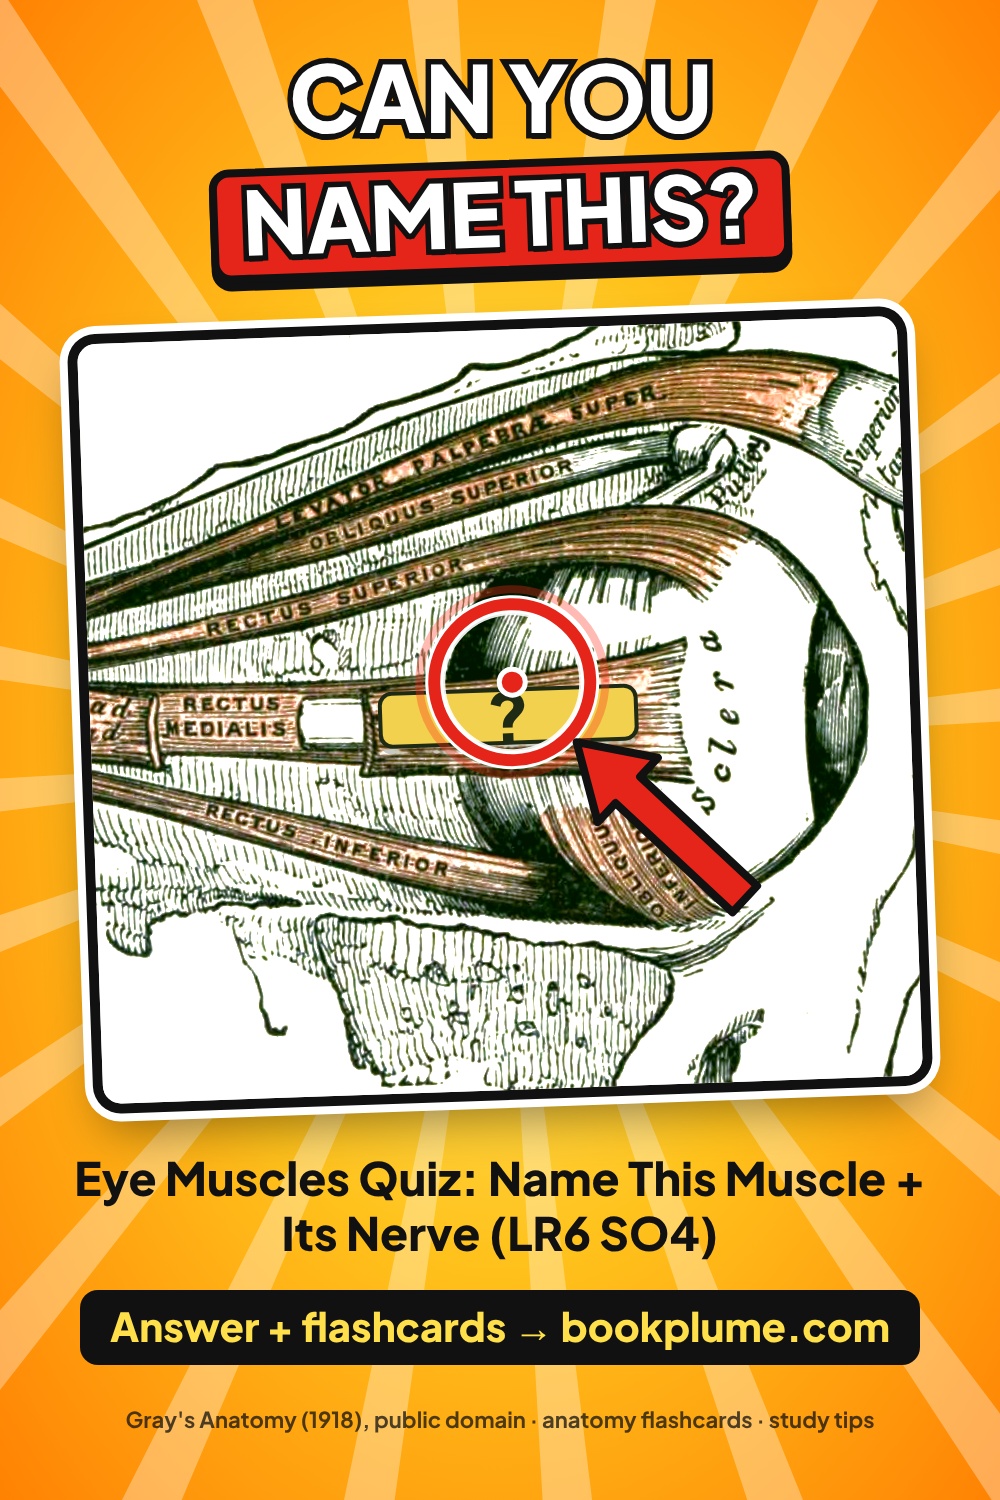 CAN YOU
NAME THIS?
LEVATOR PALPEBRÆ SUPER.
OBLIQUUS SUPERIOR
Pulley
Superior
RECTUS SUPERIOR
RECTUS
MEDIALIS
?
Sclera
RECTUS INFERIOR
OBLIQUUS
Eye Muscles Quiz: Name This Muscle +
Its Nerve (LR6 SO4)
Answer + flashcards → bookplume.com
Gray's Anatomy (1918), public domain · anatomy flashcards · study tips